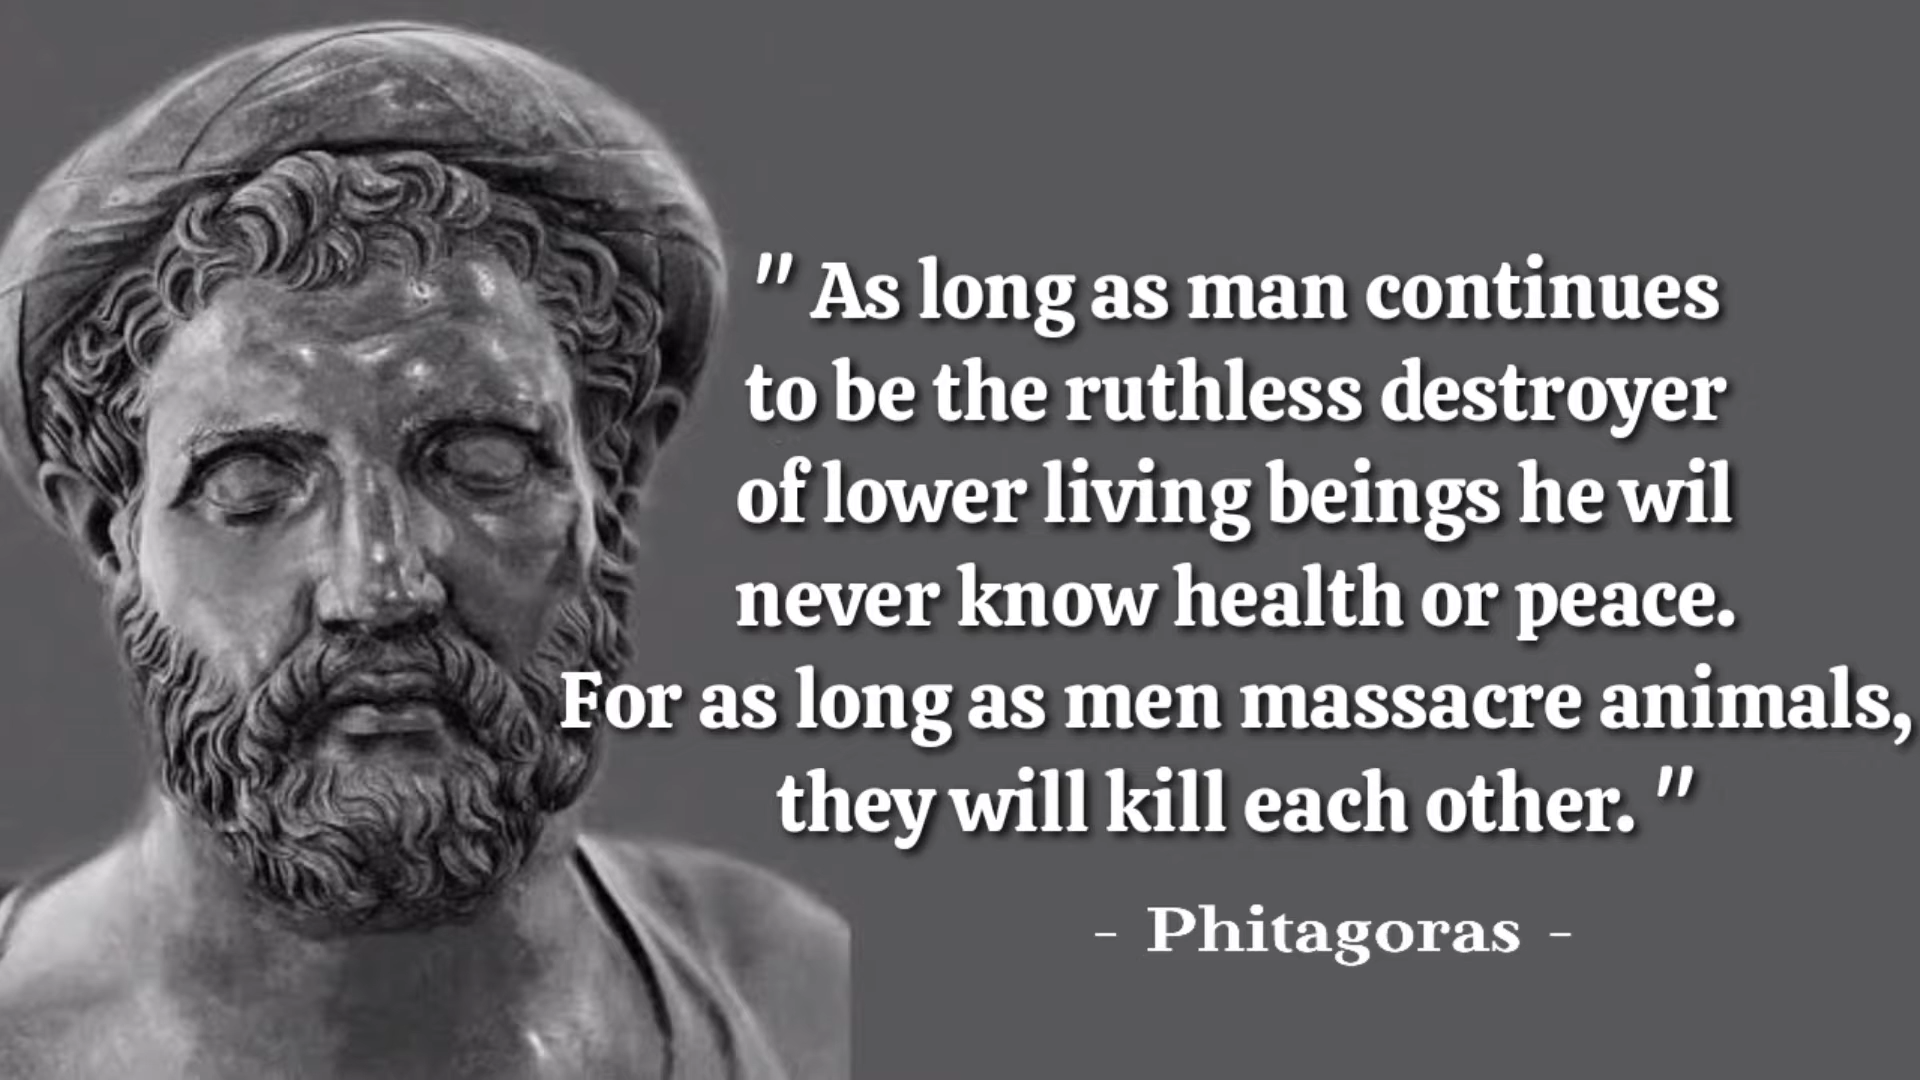 " As long as man continues
to be the ruthless destroyer
of lower living beings he wil
never know health or peace.
For as long as men massacre animals,
they will kill each other. "
- Phitagoras -